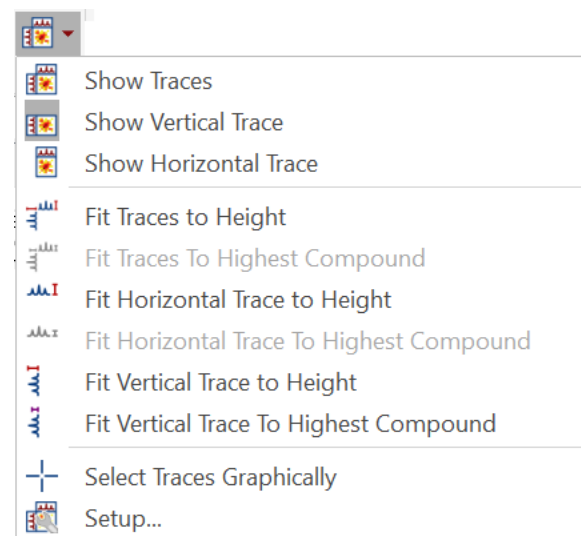 Show Traces
Show Vertical Trace
Show Horizontal Trace
Fit Traces to Height
Fit Traces To Highest Compound
Fit Horizontal Trace to Height
Fit Horizontal Trace To Highest Compound
Fit Vertical Trace to Height
Fit Vertical Trace To Highest Compound
Select Traces Graphically
Setup...